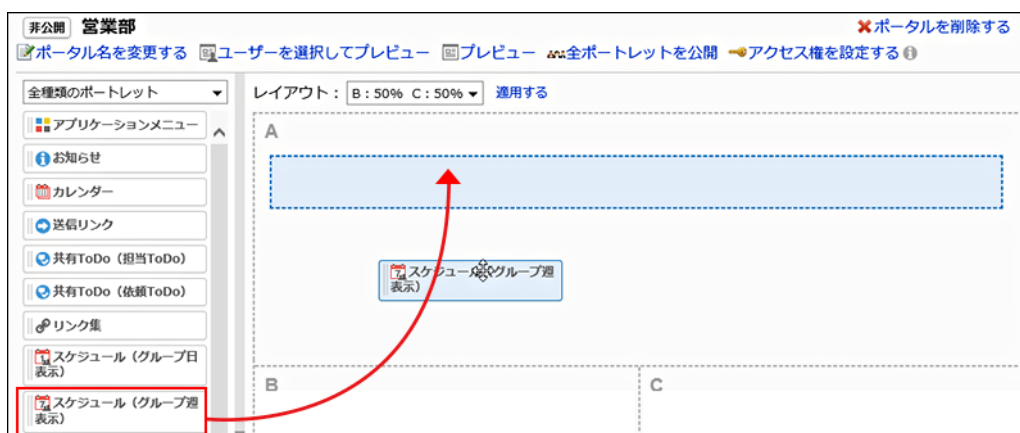 非公開 営業部 ポータルを削除する
ポータル名を変更する ユーザーを選択してプレビュー プレビュー 全ポートレットを公開 アクセス権を設定する
全種類のポートレット レイアウト： B：50% C：50% 適用する
アプリケーションメニュー
A
お知らせ
カレンダー
送信リンク
共有ToDo（担当ToDo）
スケジュール（グループ週
表示）
共有ToDo（依頼ToDo）
リンク集
スケジュール（グループ日
表示）
B C
スケジュール（グループ週
表示）